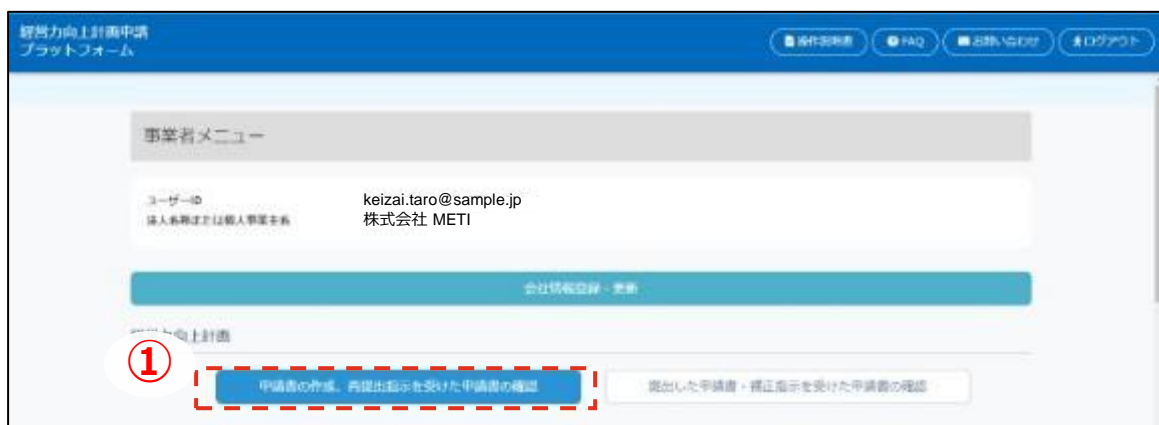 経営力向上計画申請
プラットフォーム
操作説明書
FAQ
お問い合わせ
ログアウト
事業者メニュー
ユーザーID
keizai.taro@sample.jp
法人名称または個人事業主名
株式会社 METI
会社情報登録・更新
経営力向上計画
①
申請書の作成、再提出指示を受けた申請書の確認
提出した申請書・補正指示を受けた申請書の確認